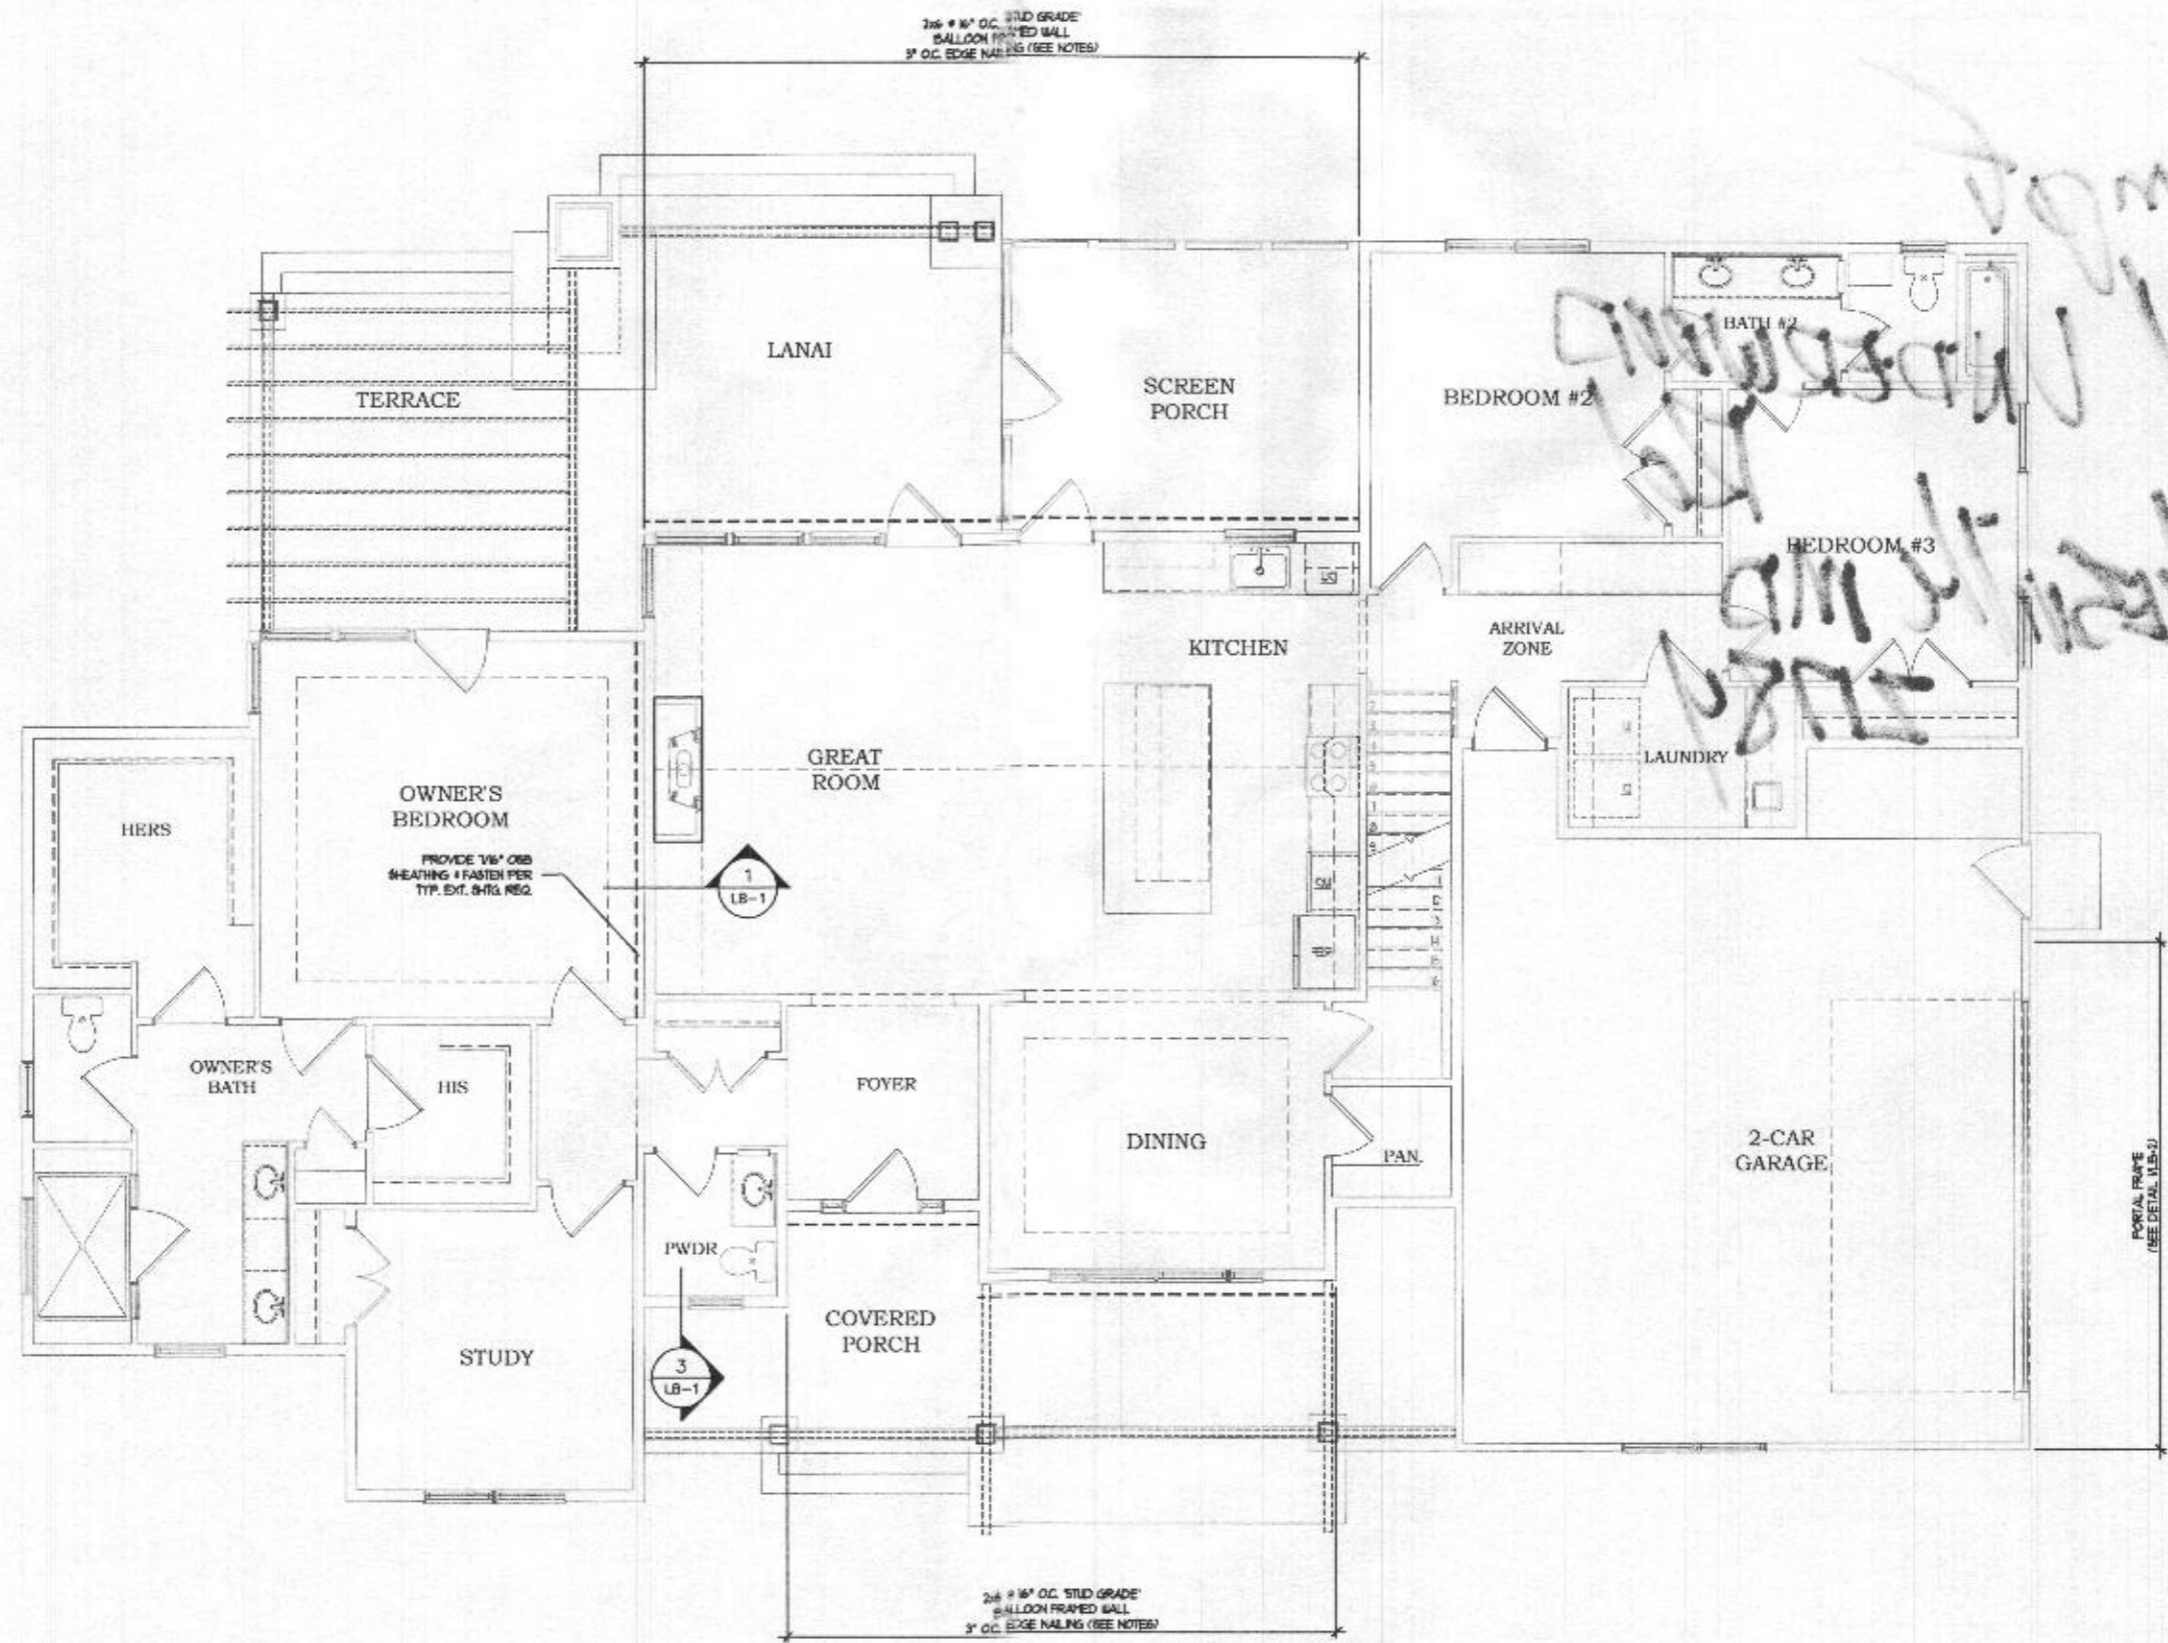 2x6 @ 16" O.C. 'STUD GRADE'
BALLOON FRAMED WALL
3" O.C. EDGE NAILING (SEE NOTES)
LANAI
TERRACE
SCREEN
PORCH
BEDROOM #2
BATH #2
BEDROOM #3
KITCHEN
ARRIVAL
ZONE
GREAT
ROOM
LAUNDRY
OWNER'S
BEDROOM
HERS
PROVIDE 7/16" OSB
SHEATHING & FASTEN PER
TYP. EXT. SHTG. REQ.
1
LB-1
OWNER'S
BATH
HIS
FOYER
DINING
PAN.
2-CAR
GARAGE
PORTAL FRAME
(SEE DETAIL 1/LB-2)
PWDR
COVERED
PORCH
STUDY
3
LB-1
2x6 @ 16" O.C. 'STUD GRADE'
BALLOON FRAMED WALL
3" O.C. EDGE NAILING (SEE NOTES)